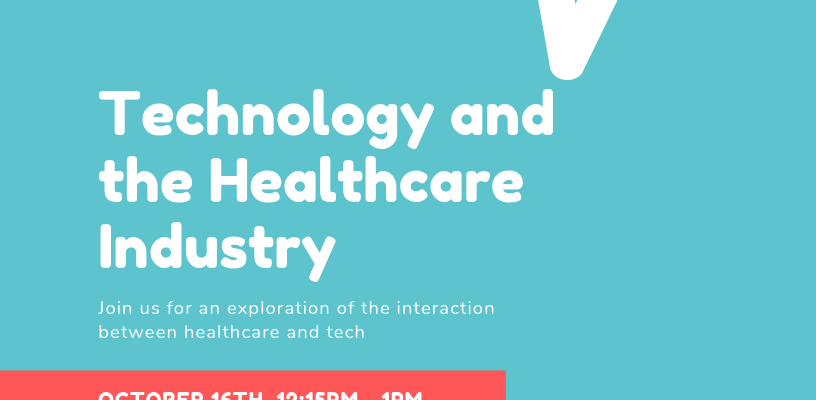 Technology and
the Healthcare
Industry
Join us for an exploration of the interaction
between healthcare and tech
OCTOBER 16TH, 12:15PM - 1PM